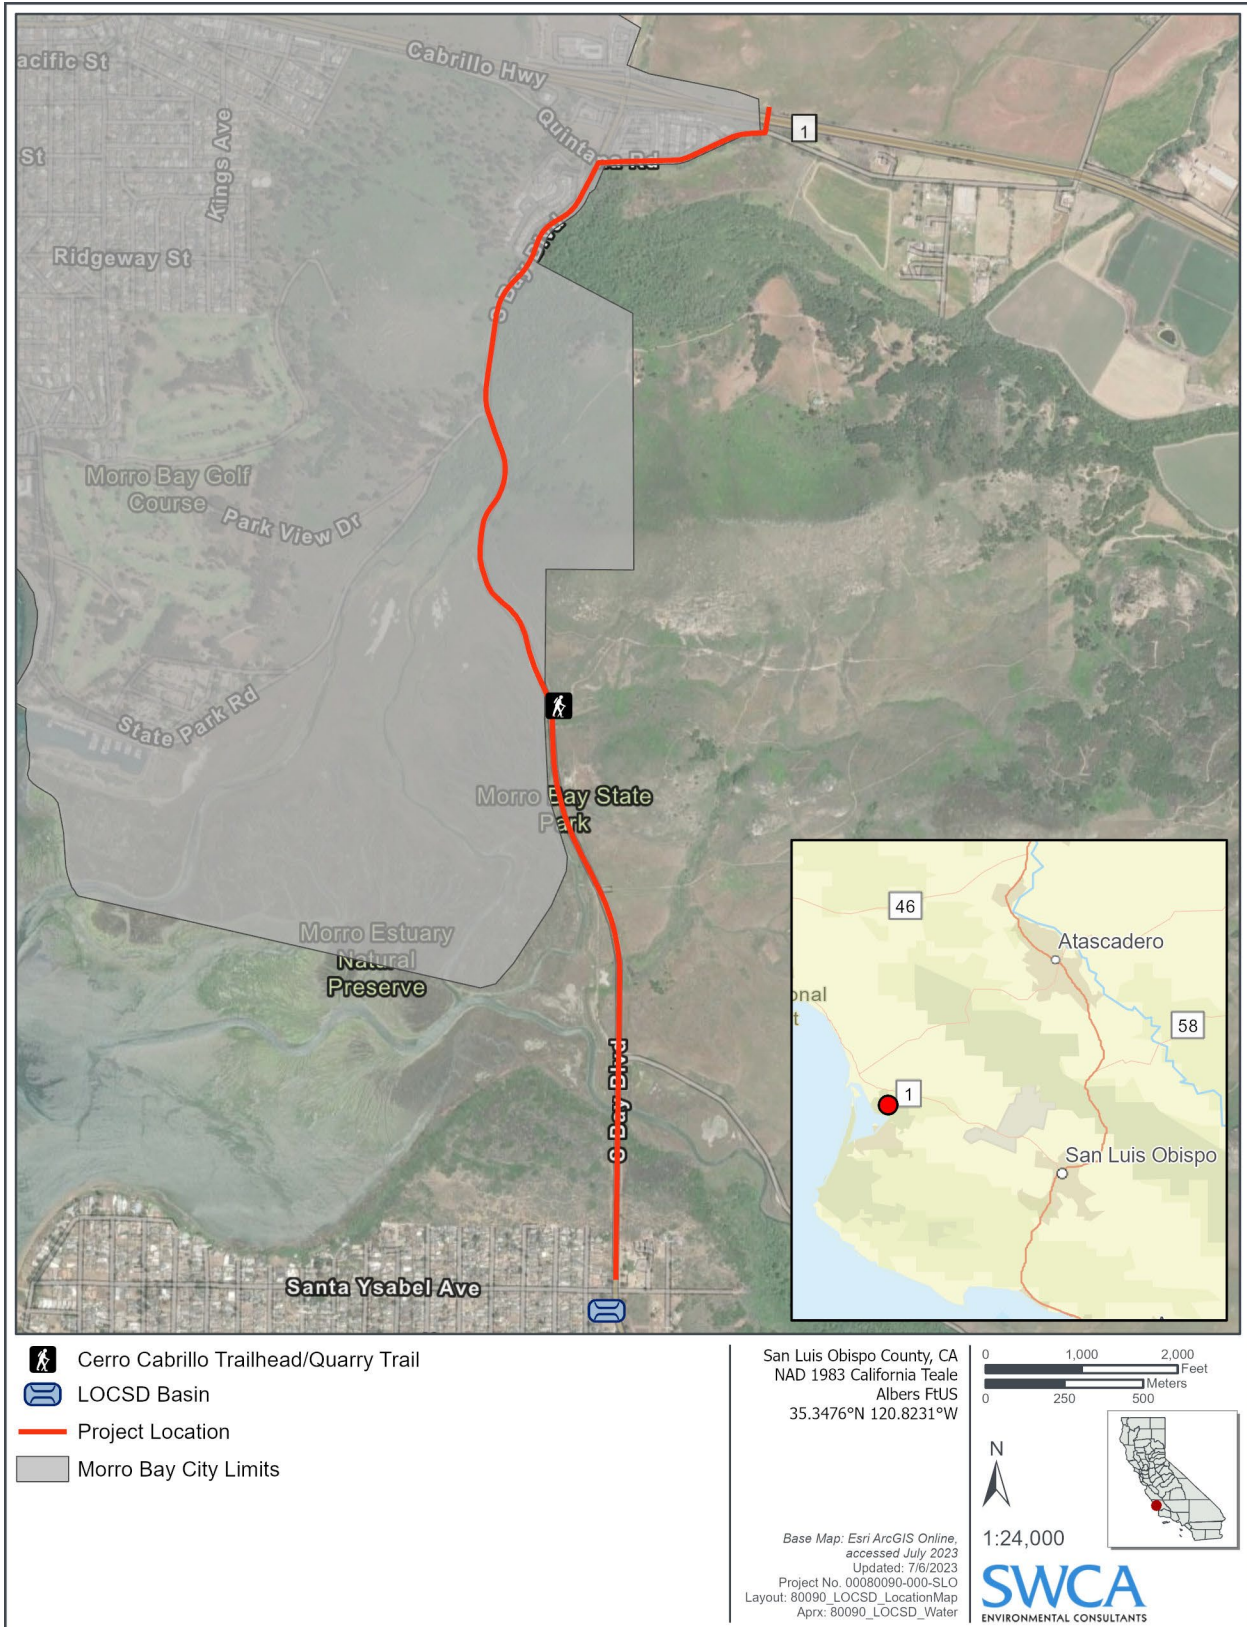 acific St
Cabrillo Hwy
Kings Ave
Quintana Rd
1
St
Ridgeway St
S Bay Blvd
Morro Bay Golf
Course
Park View Dr
State Park Rd
Morro Bay State
Park
Morro Estuary
Natural
Preserve
S Bay Blvd
Santa Ysabel Ave
46
Atascadero
onal
t
58
1
San Luis Obispo
Cerro Cabrillo Trailhead/Quarry Trail
LOCSD Basin
Project Location
Morro Bay City Limits
San Luis Obispo County, CA
NAD 1983 California Teale
Albers FtUS
35.3476°N 120.8231°W
Base Map: Esri ArcGIS Online,
accessed July 2023
Updated: 7/6/2023
Project No. 00080090-000-SLO
Layout: 80090_LOCSD_LocationMap
Aprx: 80090_LOCSD_Water
0 1,000 2,000
Feet
Meters
0 250 500
N
1:24,000
SWCA
ENVIRONMENTAL CONSULTANTS